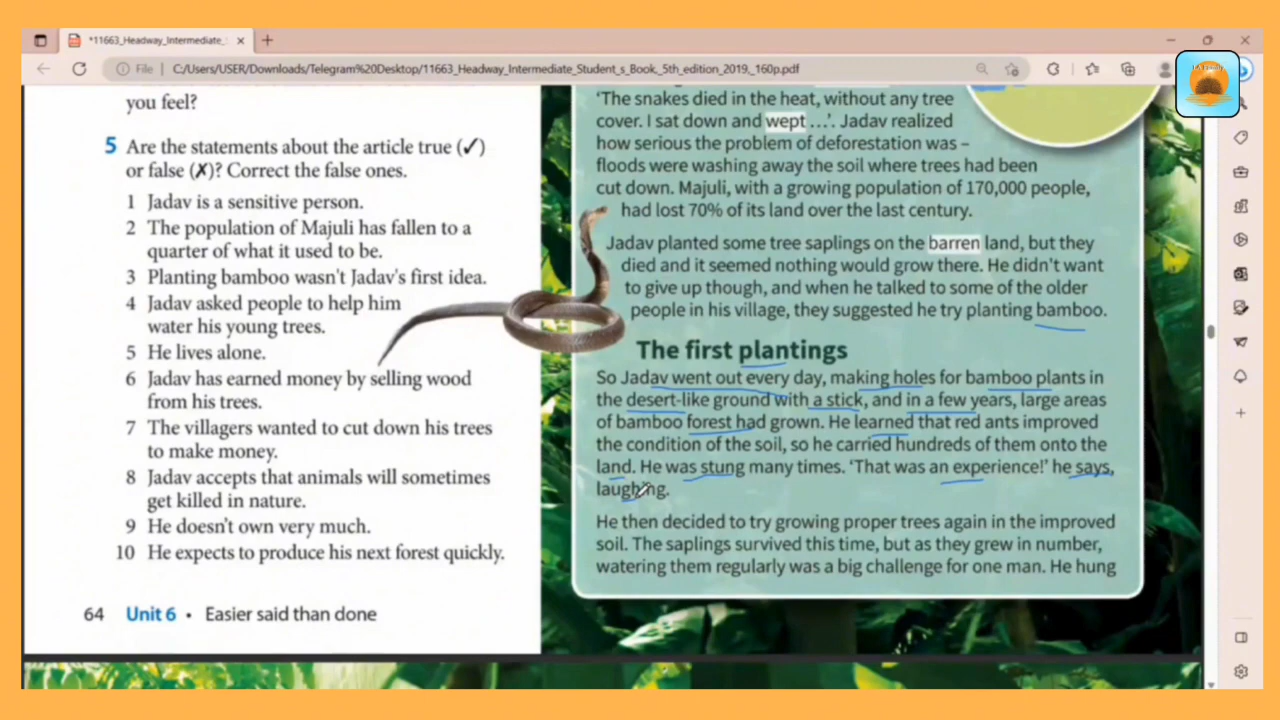 *11663_Headway_Intermediate_
File
C:/Users/USER/Downloads/Telegram%20Desktop/11663_Headway_Intermediate_Student_s_Book,_5th_edition_2019,_160p.pdf
you feel?
5 Are the statements about the article true (✓)
or false (✗)? Correct the false ones.
1 Jadav is a sensitive person.
2 The population of Majuli has fallen to a
quarter of what it used to be.
3 Planting bamboo wasn't Jadav's first idea.
4 Jadav asked people to help him
water his young trees.
5 He lives alone.
6 Jadav has earned money by selling wood
from his trees.
7 The villagers wanted to cut down his trees
to make money.
8 Jadav accepts that animals will sometimes
get killed in nature.
9 He doesn't own very much.
10 He expects to produce his next forest quickly.
64 Unit 6 • Easier said than done
'The snakes died in the heat, without any tree
cover. I sat down and wept …'. Jadav realized
how serious the problem of deforestation was –
floods were washing away the soil where trees had been
cut down. Majuli, with a growing population of 170,000 people,
had lost 70% of its land over the last century.
Jadav planted some tree saplings on the barren land, but they
died and it seemed nothing would grow there. He didn't want
to give up though, and when he talked to some of the older
people in his village, they suggested he try planting bamboo.
The first plantings
So Jadav went out every day, making holes for bamboo plants in
the desert-like ground with a stick, and in a few years, large areas
of bamboo forest had grown. He learned that red ants improved
the condition of the soil, so he carried hundreds of them onto the
land. He was stung many times. 'That was an experience!' he says,
laughing.
He then decided to try growing proper trees again in the improved
soil. The saplings survived this time, but as they grew in number,
watering them regularly was a big challenge for one man. He hung